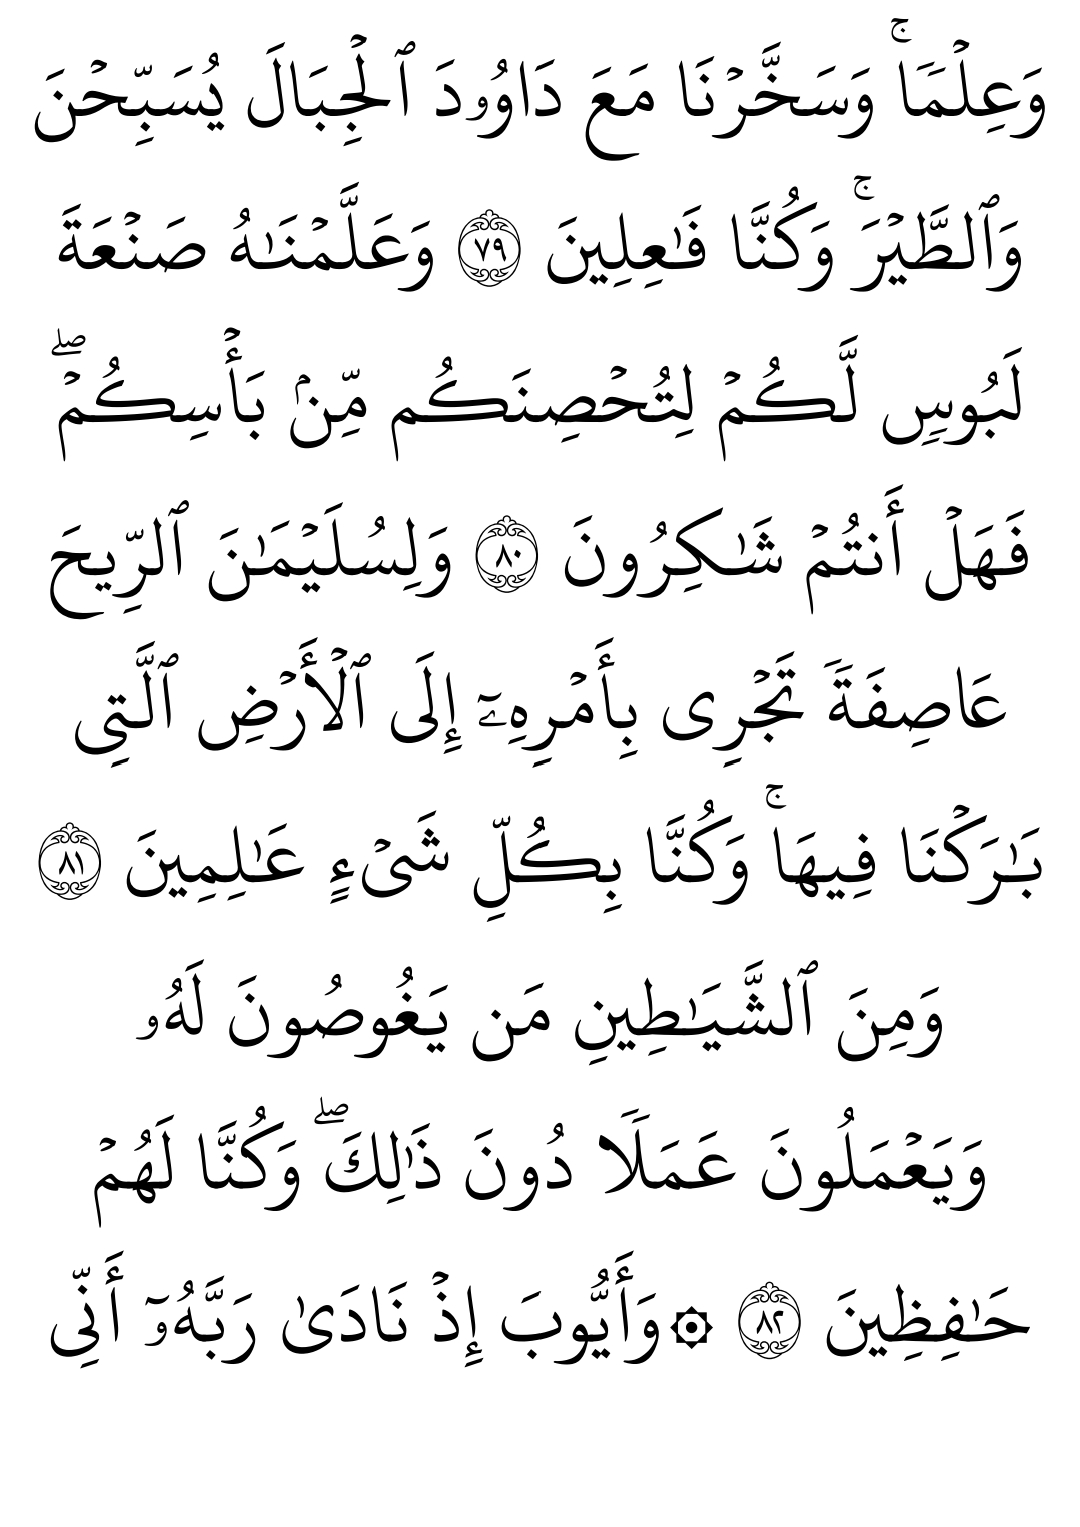 وَعِلۡمٗاۚ وَسَخَّرۡنَا مَعَ دَاوُۥدَ ٱلۡجِبَالَ يُسَبِّحۡنَ
وَٱلطَّيۡرَۚ وَكُنَّا فَٰعِلِينَ ٧٩ وَعَلَّمۡنَٰهُ صَنۡعَةَ
لَبُوسٖ لَّكُمۡ لِتُحۡصِنَكُم مِّنۢ بَأۡسِكُمۡۖ
فَهَلۡ أَنتُمۡ شَٰكِرُونَ ٨٠ وَلِسُلَيۡمَٰنَ ٱلرِّيحَ
عَاصِفَةٗ تَجۡرِي بِأَمۡرِهِۦٓ إِلَى ٱلۡأَرۡضِ ٱلَّتِي
بَٰرَكۡنَا فِيهَاۚ وَكُنَّا بِكُلِّ شَيۡءٍ عَٰلِمِينَ ٨١
وَمِنَ ٱلشَّيَٰطِينِ مَن يَغُوصُونَ لَهُۥ
وَيَعۡمَلُونَ عَمَلٗا دُونَ ذَٰلِكَۖ وَكُنَّا لَهُمۡ
حَٰفِظِينَ ٨٢ ۞وَأَيُّوبَ إِذۡ نَادَىٰ رَبَّهُۥٓ أَنِّي